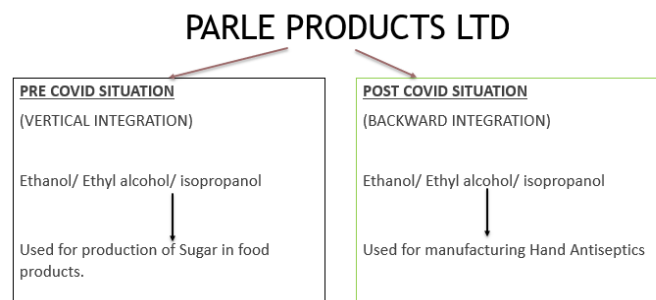 PARLE PRODUCTS LTD
PRE COVID SITUATION
(VERTICAL INTEGRATION)
Ethanol/ Ethyl alcohol/ isopropanol
Used for production of Sugar in food
products.
POST COVID SITUATION
(BACKWARD INTEGRATION)
Ethanol/ Ethyl alcohol/ isopropanol
Used for manufacturing Hand Antiseptics